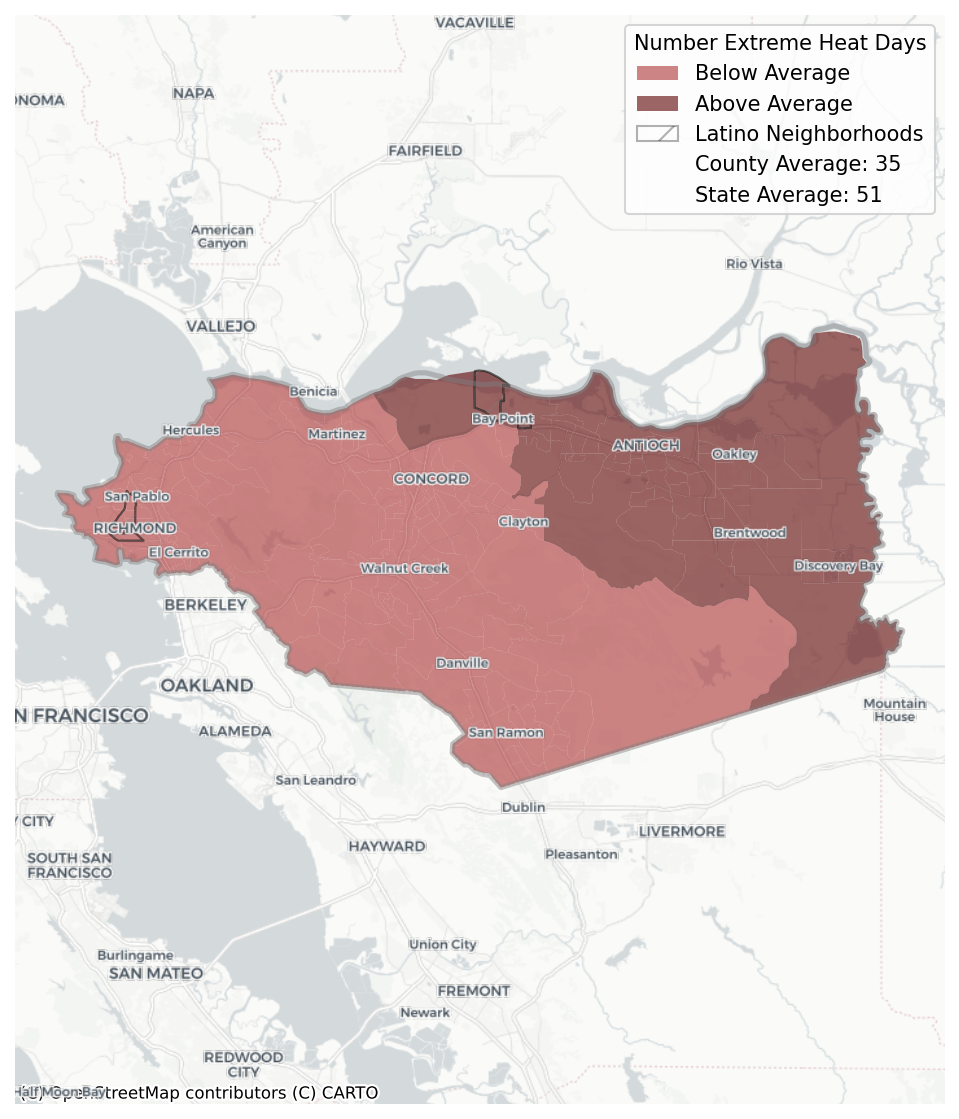 VACAVILLE
Number Extreme Heat Days
Below Average
Above Average
Latino Neighborhoods
County Average: 35
State Average: 51
ONOMA
NAPA
FAIRFIELD
American
Canyon
Rio Vista
VALLEJO
Benicia
Hercules
Martinez
Bay Point
ANTIOCH
Oakley
CONCORD
San Pablo
RICHMOND
Clayton
Brentwood
El Cerrito
Walnut Creek
Discovery Bay
BERKELEY
Danville
OAKLAND
N FRANCISCO
ALAMEDA
San Ramon
Mountain
House
San Leandro
Dublin
Y CITY
LIVERMORE
HAYWARD
Pleasanton
SOUTH SAN
FRANCISCO
Union City
Burlingame
SAN MATEO
FREMONT
Newark
REDWOOD
CITY
Half Moon Bay
(C) OpenStreetMap contributors (C) CARTO